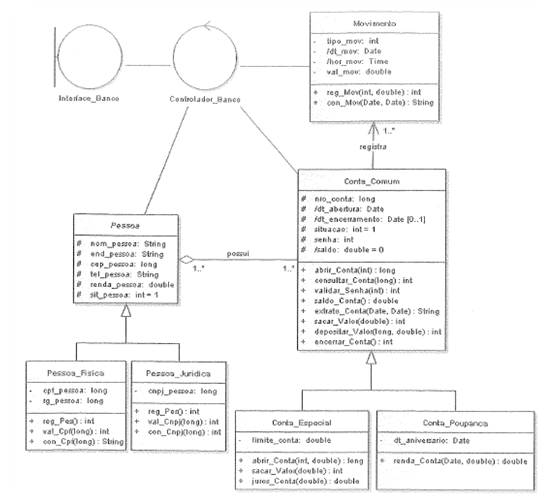 Movimento
- tipo_mov: int
- /dt_mov: Date
- /hor_mov: Time
- val_mov: double
+ reg_Mov(int, double) : int
+ con_Mov(Date, Date) : String
Interface_Banco
Controlador_Banco
1..*
registra
Conta_Comum
# nro_conta: long
# /dt_abertura: Date
# /dt_encerramento: Date [0..1]
# situacao: int = 1
# senha: int
# /saldo: double = 0
+ abrir_Conta(int) : long
+ consultar_Conta(long) : int
+ validar_Senha(int) : int
+ saldo_Conta() : double
+ extrato_Conta(Date, Date) : String
+ sacar_Valor(double) : int
+ depositar_Valor(long, double) : int
+ encerrar_Conta() : int
Pessoa
# nom_pessoa: String
# end_pessoa: String
# cep_pessoa: long
# tel_pessoa: String
# renda_pessoa: double
# sit_pessoa: int = 1
possui
1..*
1..*
Pessoa_Fisica
- cpf_pessoa: long
- rg_pessoa: long
+ reg_Pes() : int
+ val_Cpf(long) : int
+ con_Cpf(long) : String
Pessoa_Juridica
- cnpj_pessoa: long
+ reg_Pes() : int
+ val_Cnpj(long) : int
+ con_Cnpj(long) : int
Conta_Especial
- limite_conta: double
+ abrir_Conta(int, double) : long
+ sacar_Valor(double) : int
+ juros_Conta(double) : int
Conta_Poupanca
- dt_aniversario: Date
+ renda_Conta(Date, double) : double